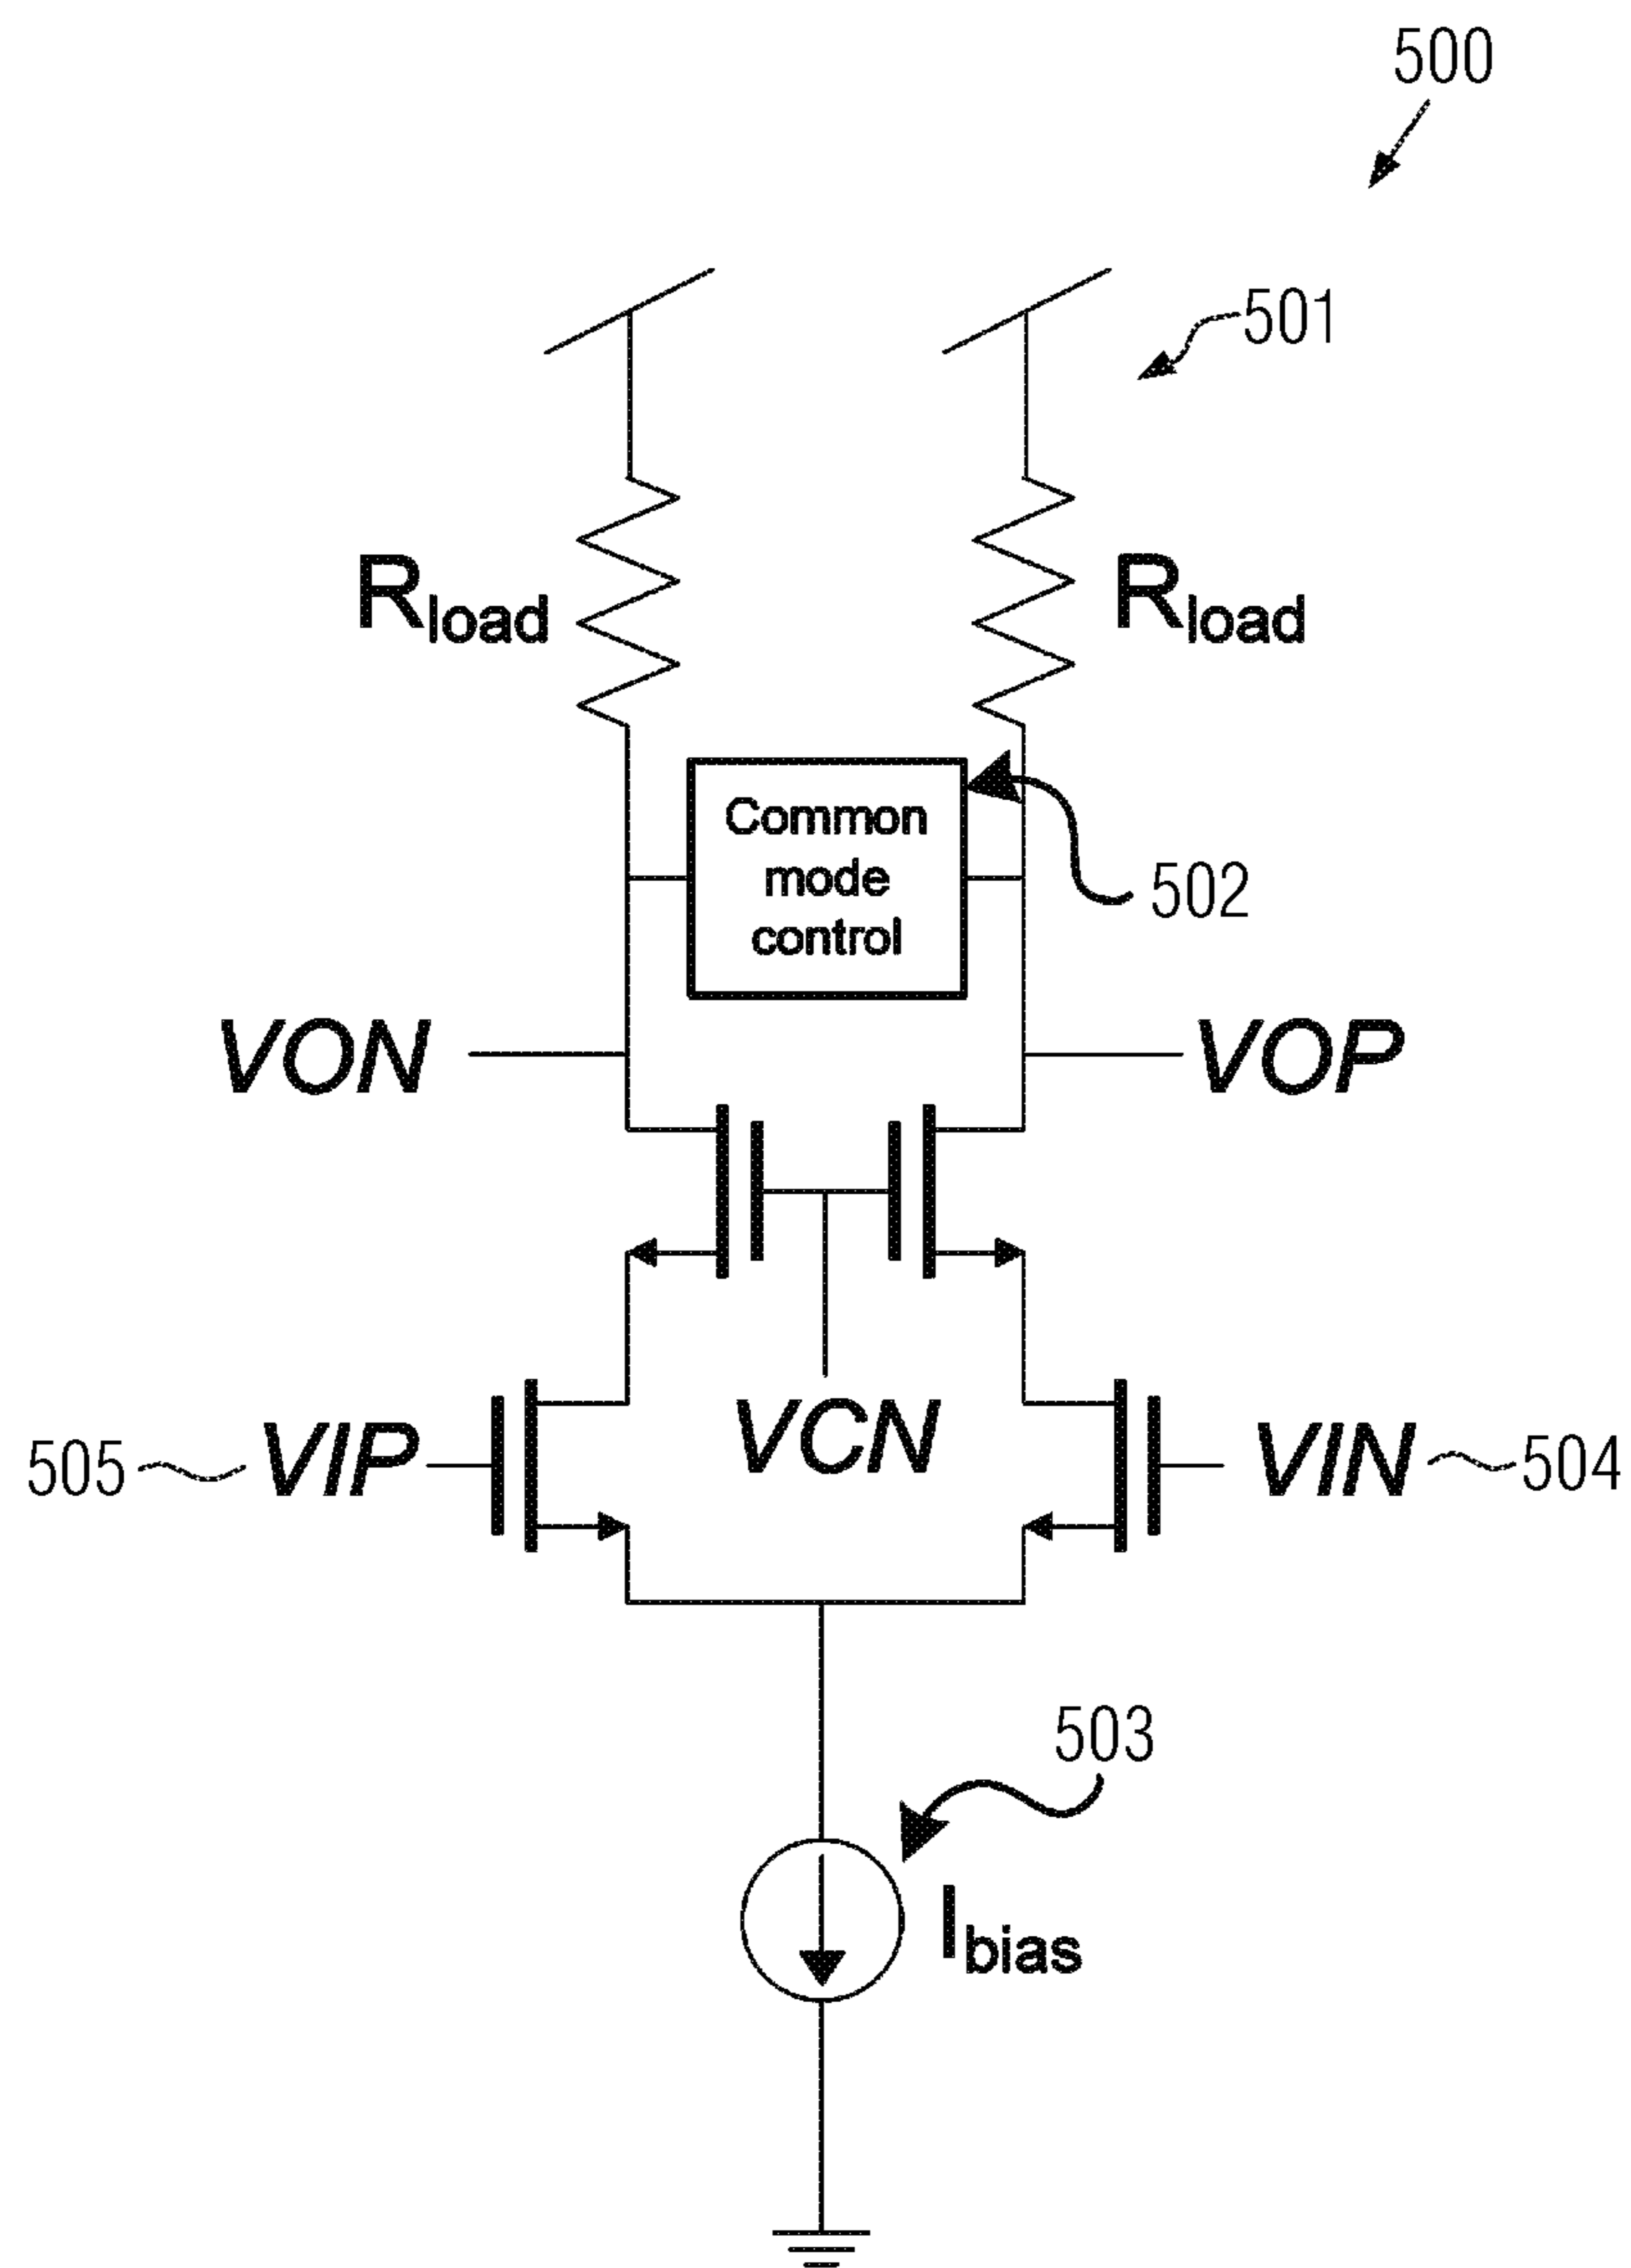 500
501
Rload
Rload
Common
mode
control
502
VON
VOP
VCN
505
VIP
VIN
504
503
Ibias